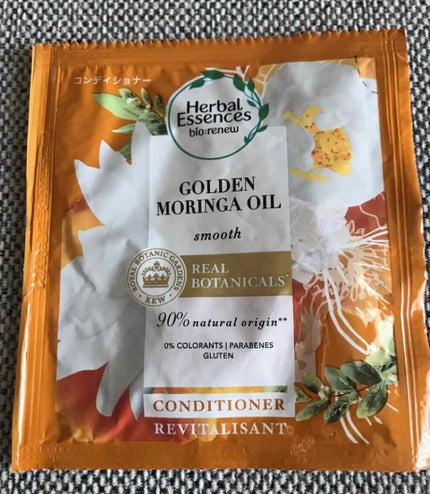 コンディショナー
Herbal
Essences
bio:renew
GOLDEN
MORINGA OIL
smooth
ROYAL BOTANIC GARDENS
KEW
REAL
BOTANICALS*
90% natural origin**
0% COLORANTS | PARABENES
GLUTEN
CONDITIONER
REVITALISANT